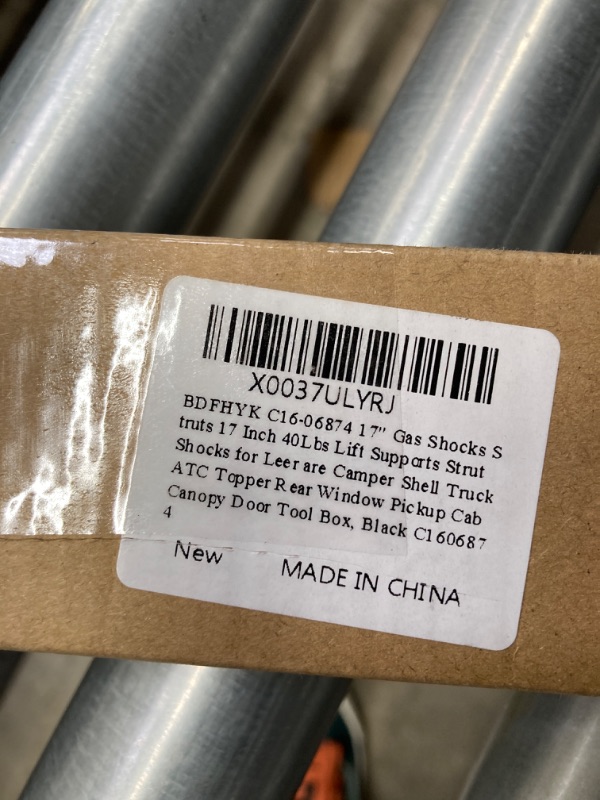 X0037ULYRJ
BDFHYK C16-06874 17" Gas Shocks S
truts 17 Inch 40Lbs Lift Supports Strut
Shocks for Leer are Camper Shell Truck
ATC Topper Rear Window Pickup Cab
Canopy Door Tool Box, Black C160687
4
New MADE IN CHINA